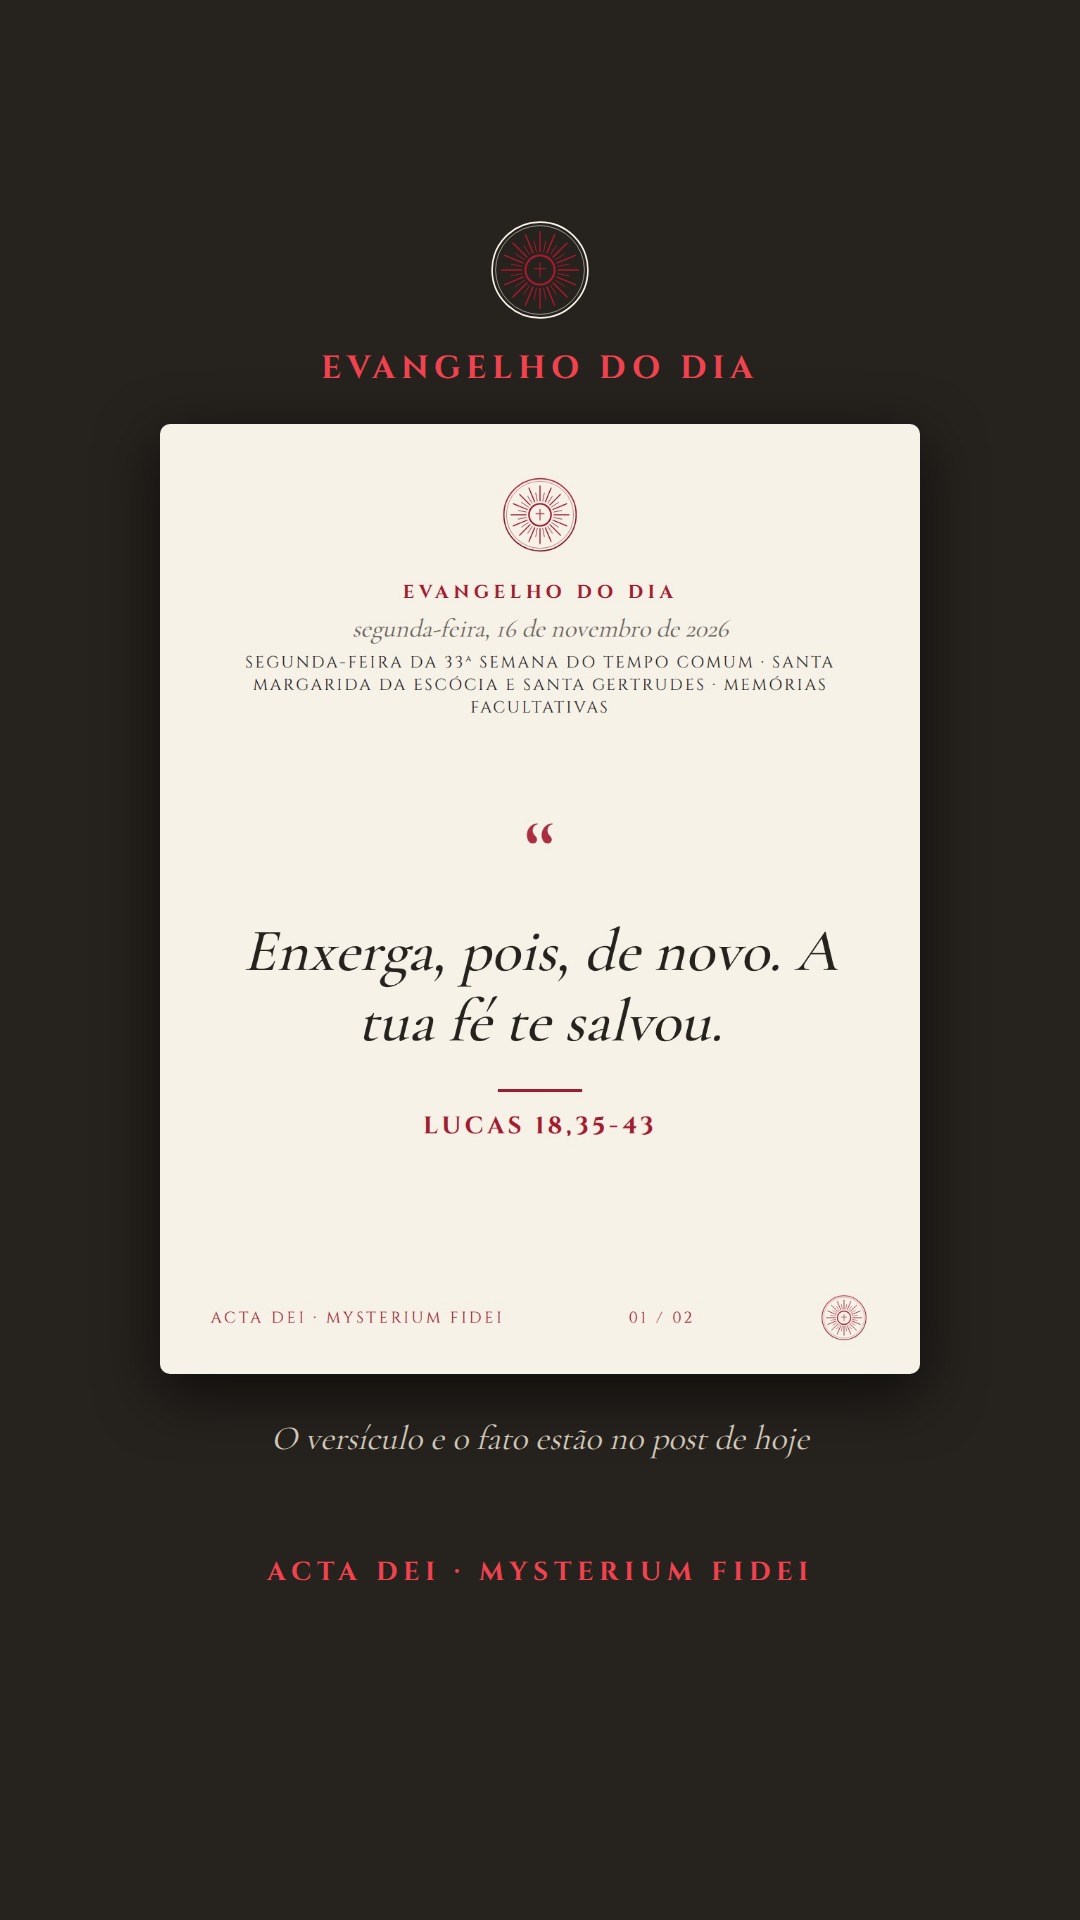 EVANGELHO DO DIA
EVANGELHO DO DIA
segunda-feira, 16 de novembro de 2026
SEGUNDA-FEIRA DA 33ª SEMANA DO TEMPO COMUM · SANTA
MARGARIDA DA ESCÓCIA E SANTA GERTRUDES · MEMÓRIAS
FACULTATIVAS
“
Enxerga, pois, de novo. A
tua fé te salvou.
LUCAS 18,35-43
ACTA DEI · MYSTERIUM FIDEI 01 / 02
O versículo e o fato estão no post de hoje
ACTA DEI · MYSTERIUM FIDEI